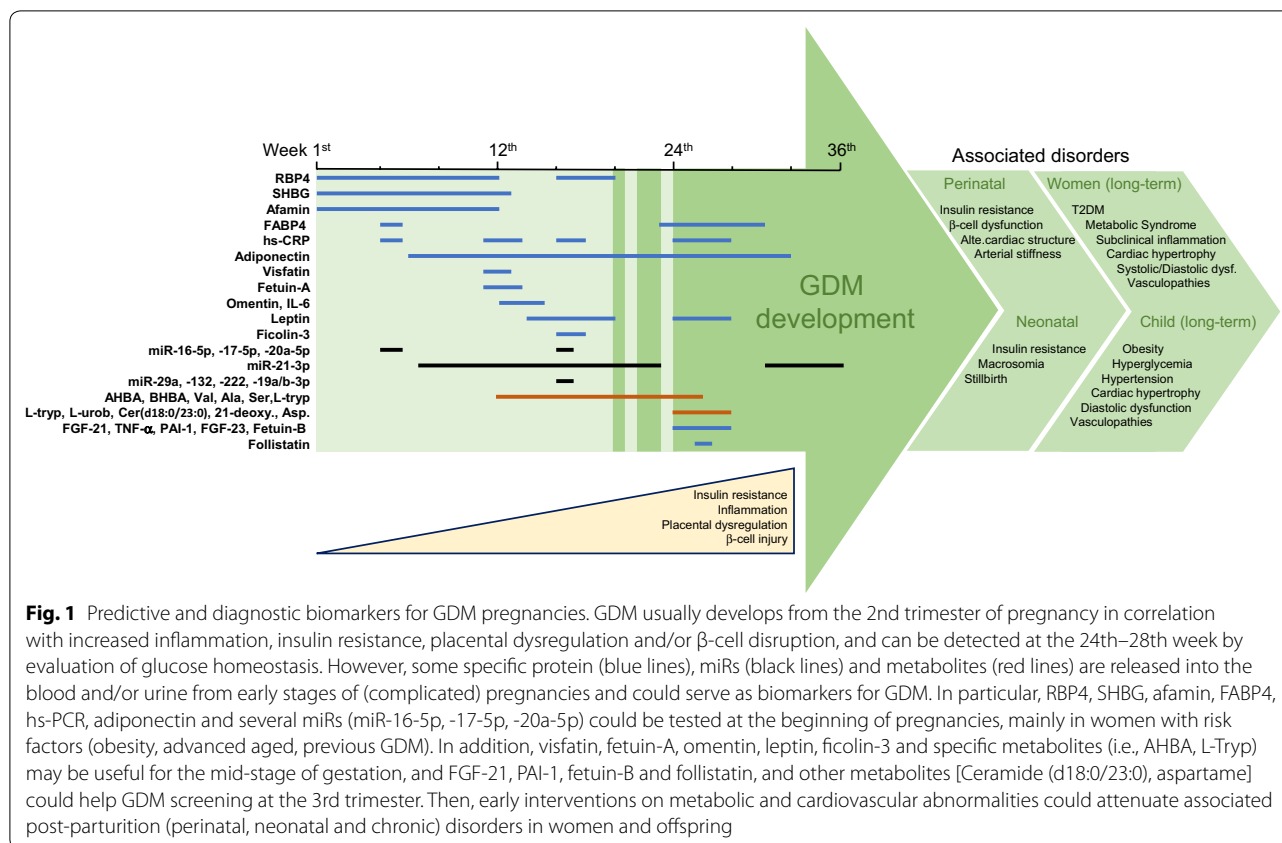 Week 1st 12th 24th 36th
RBP4
SHBG
Afamin
FABP4
hs-CRP
Adiponectin
Visfatin
Fetuin-A
Omentin, IL-6
Leptin
Ficolin-3
miR-16-5p, -17-5p, -20a-5p
miR-21-3p
miR-29a, -132, -222, -19a/b-3p
AHBA, BHBA, Val, Ala, Ser,L-tryp
L-tryp, L-urob, Cer(d18:0/23:0), 21-deoxy., Asp.
FGF-21, TNF-α, PAI-1, FGF-23, Fetuin-B
Follistatin
GDM
development
Insulin resistance
Inflammation
Placental dysregulation
β-cell injury
Associated disorders
Perinatal
Insulin resistance
β-cell dysfunction
Alte.cardiac structure
Arterial stiffness
Women (long-term)
T2DM
Metabolic Syndrome
Subclinical inflammation
Cardiac hypertrophy
Systolic/Diastolic dysf.
Vasculopathies
Neonatal
Insulin resistance
Macrosomia
Stillbirth
Child (long-term)
Obesity
Hyperglycemia
Hypertension
Cardiac hypertrophy
Diastolic dysfunction
Vasculopathies
Fig. 1 Predictive and diagnostic biomarkers for GDM pregnancies. GDM usually develops from the 2nd trimester of pregnancy in correlation
with increased inflammation, insulin resistance, placental dysregulation and/or β-cell disruption, and can be detected at the 24th–28th week by
evaluation of glucose homeostasis. However, some specific protein (blue lines), miRs (black lines) and metabolites (red lines) are released into the
blood and/or urine from early stages of (complicated) pregnancies and could serve as biomarkers for GDM. In particular, RBP4, SHBG, afamin, FABP4,
hs-PCR, adiponectin and several miRs (miR-16-5p, -17-5p, -20a-5p) could be tested at the beginning of pregnancies, mainly in women with risk
factors (obesity, advanced aged, previous GDM). In addition, visfatin, fetuin-A, omentin, leptin, ficolin-3 and specific metabolites (i.e., AHBA, L-Tryp)
may be useful for the mid-stage of gestation, and FGF-21, PAI-1, fetuin-B and follistatin, and other metabolites [Ceramide (d18:0/23:0), aspartame]
could help GDM screening at the 3rd trimester. Then, early interventions on metabolic and cardiovascular abnormalities could attenuate associated
post-parturition (perinatal, neonatal and chronic) disorders in women and offspring